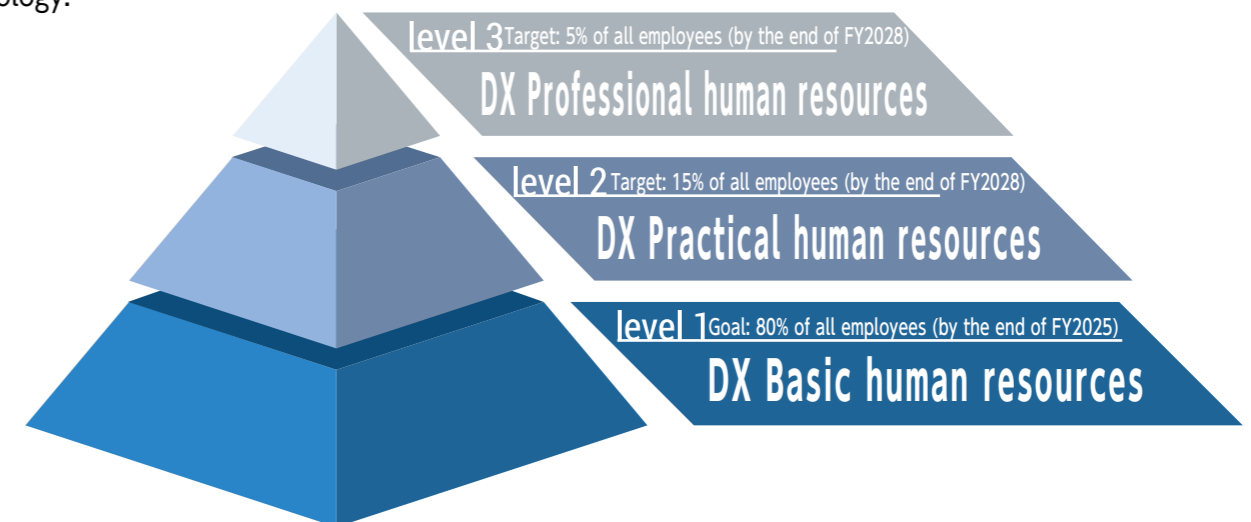 ology.
level 3 Target: 5% of all employees (by the end of FY2028)
DX Professional human resources
level 2 Target: 15% of all employees (by the end of FY2028)
DX Practical human resources
level 1 Goal: 80% of all employees (by the end of FY2025)
DX Basic human resources